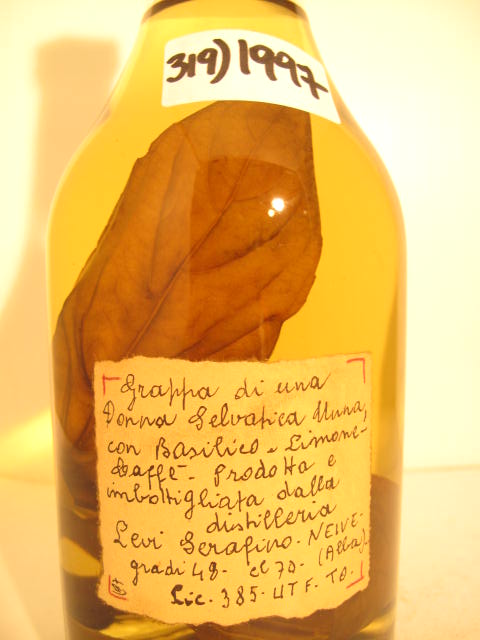 319) 1997
Grappa di una
Donna Selvatica Unna,
con Basilico e Limone-
Caffè - Prodotta e
imbottigliata dalla
distilleria
Levi Serafino - NEIVE-
gradi 48 - cl 70 - (Alba)
Lic. 385 - UTF. TO.